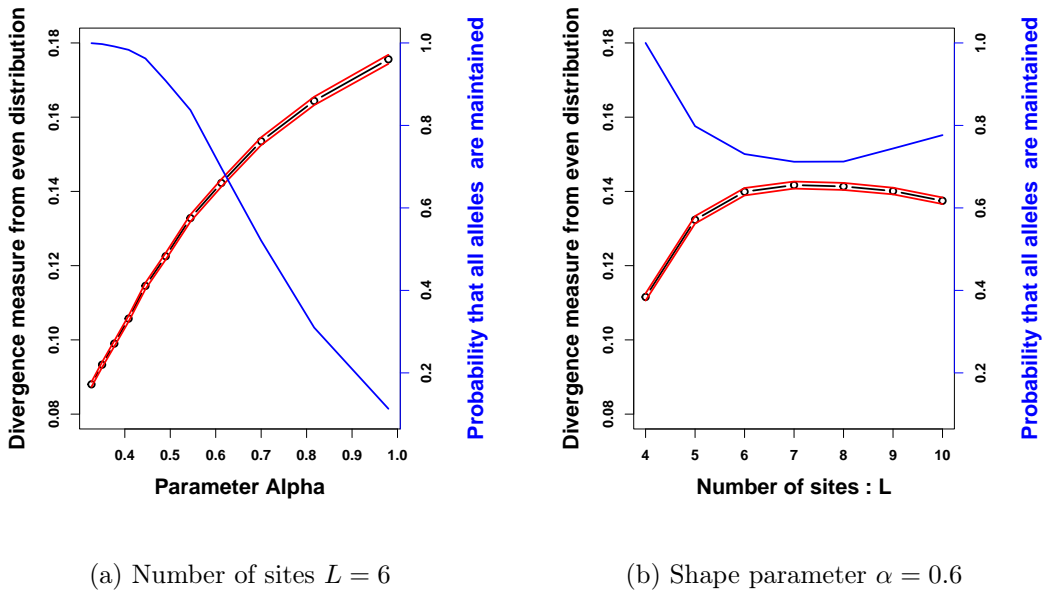 Divergence measure from even distribution
0.18
0.16
0.14
0.12
0.10
0.08
1.0
0.8
0.6
0.4
0.2
Probability that all alleles are maintained
0.4 0.5 0.6 0.7 0.8 0.9 1.0
Parameter Alpha
(a) Number of sites L = 6
Divergence measure from even distribution
0.18
0.16
0.14
0.12
0.10
0.08
1.0
0.8
0.6
0.4
0.2
Probability that all alleles are maintained
4 5 6 7 8 9 10
Number of sites : L
(b) Shape parameter α = 0.6